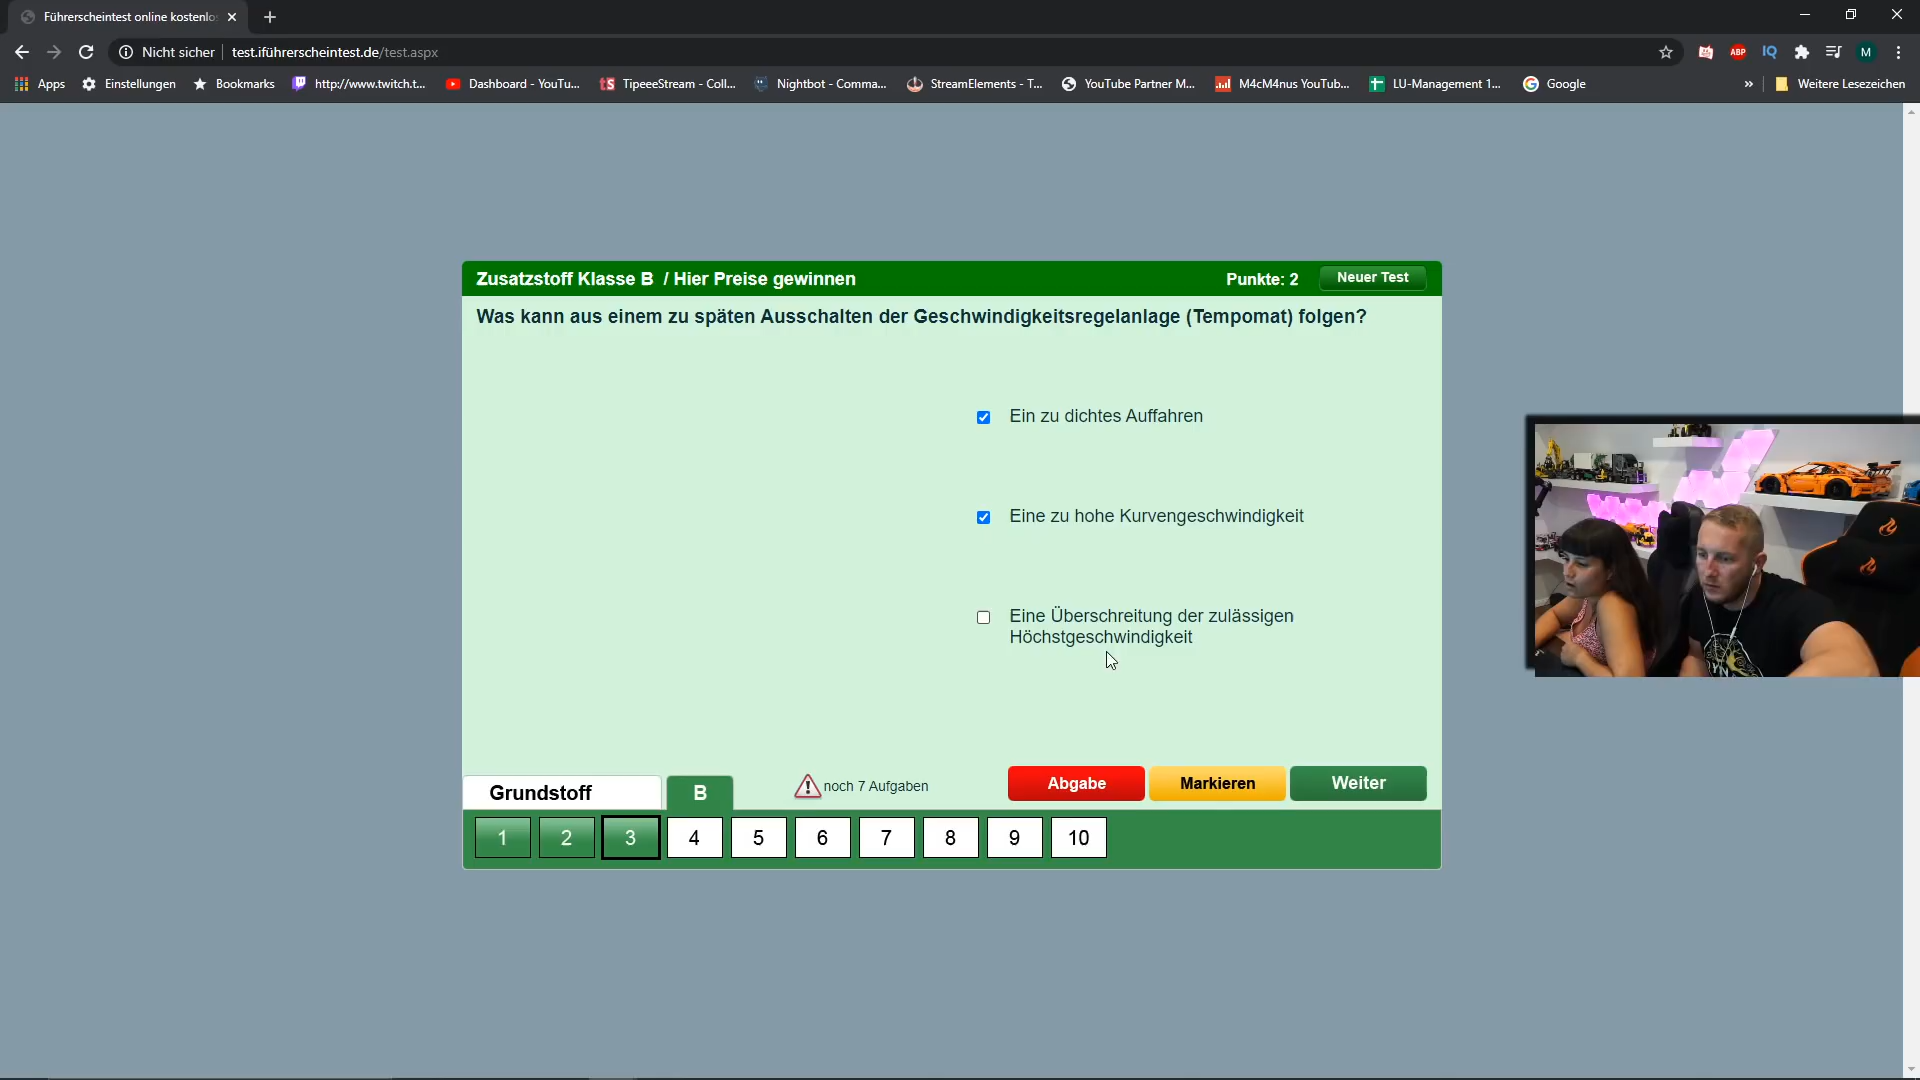 Führerscheintest online kostenlo
Nicht sicher
test.iführerscheintest.de/test.aspx
ABP
IQ
M
Apps
Einstellungen
Bookmarks
http://www.twitch.t...
Dashboard - YouTu...
TipeeeStream - Coll...
Nightbot - Comma...
StreamElements - T...
YouTube Partner M...
M4cM4nus YouTub...
LU-Management 1...
Google
»
Weitere Lesezeichen
Zusatzstoff Klasse B / Hier Preise gewinnen
Punkte: 2
Neuer Test
Was kann aus einem zu späten Ausschalten der Geschwindigkeitsregelanlage (Tempomat) folgen?
Ein zu dichtes Auffahren
Eine zu hohe Kurvengeschwindigkeit
Eine Überschreitung der zulässigen
Höchstgeschwindigkeit
Grundstoff
B
noch 7 Aufgaben
Abgabe
Markieren
Weiter
1 2 3 4 5 6 7 8 9 10